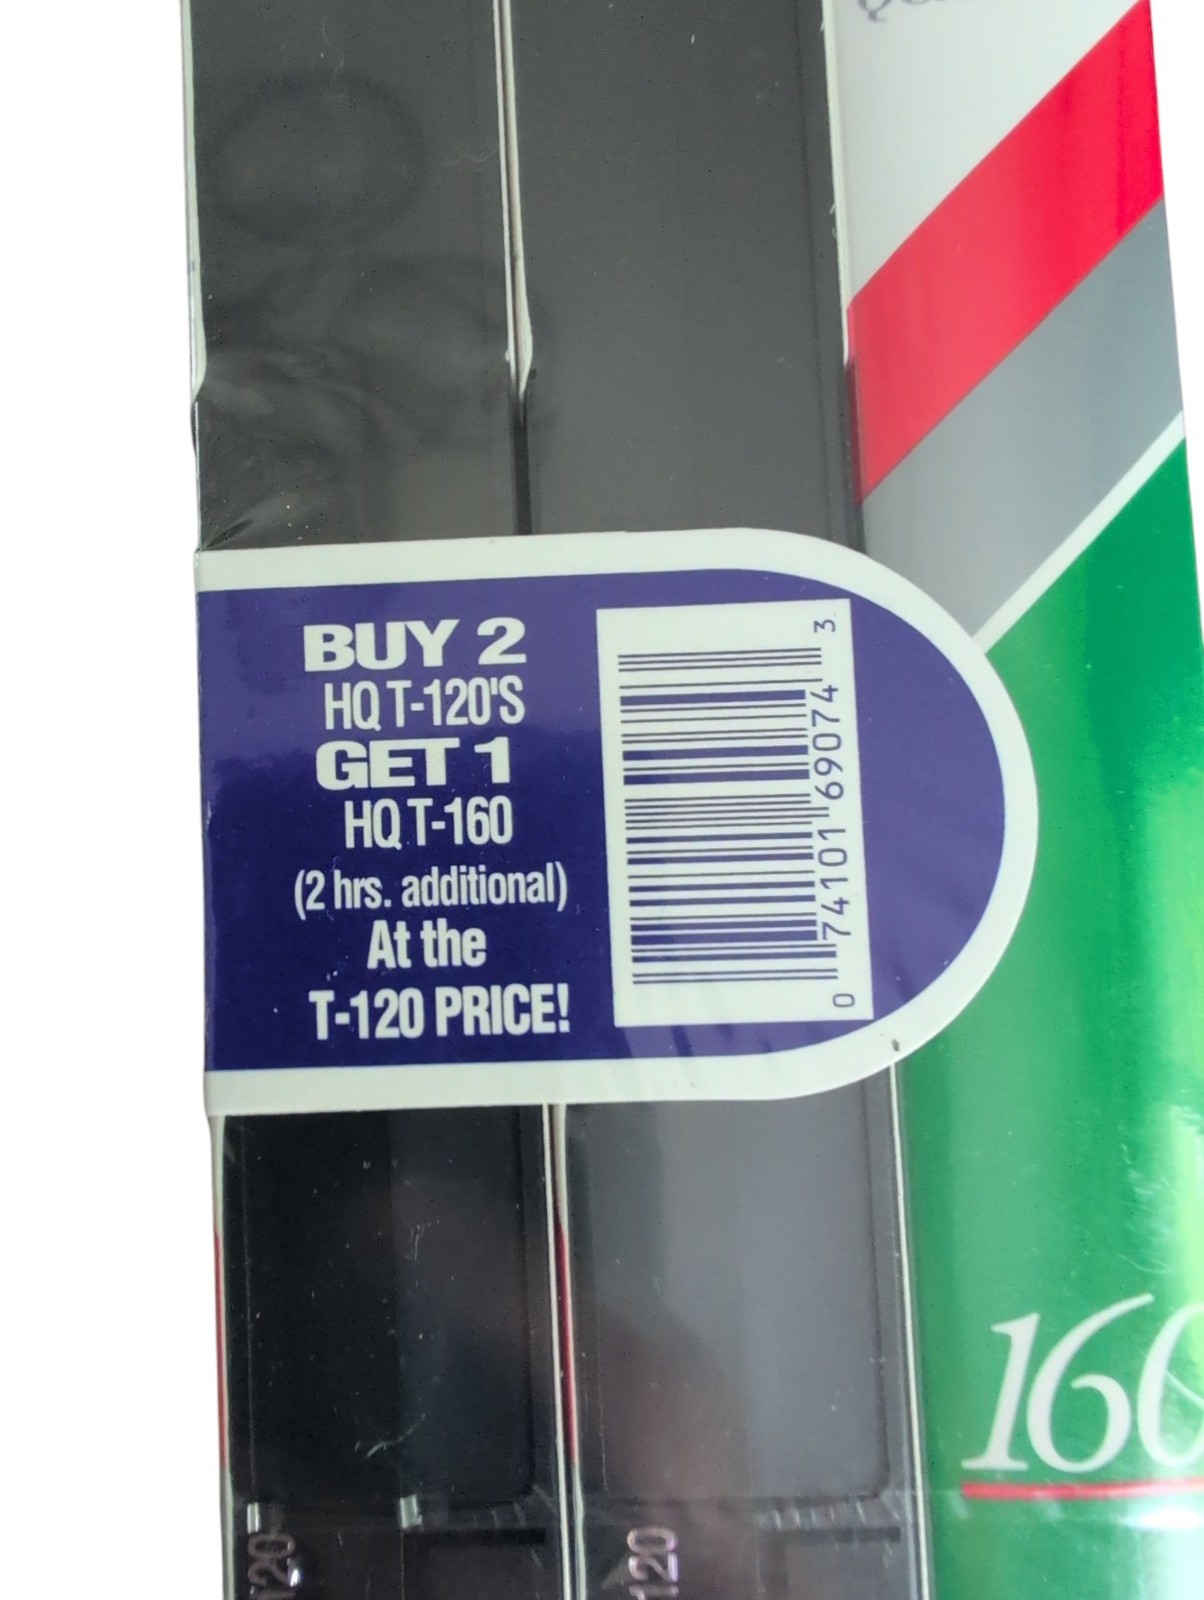 BUY 2
HQ T-120'S
GET 1
HQ T-160
(2 hrs. additional)
At the
T-120 PRICE!
0 74101 69074 3
160
120
120